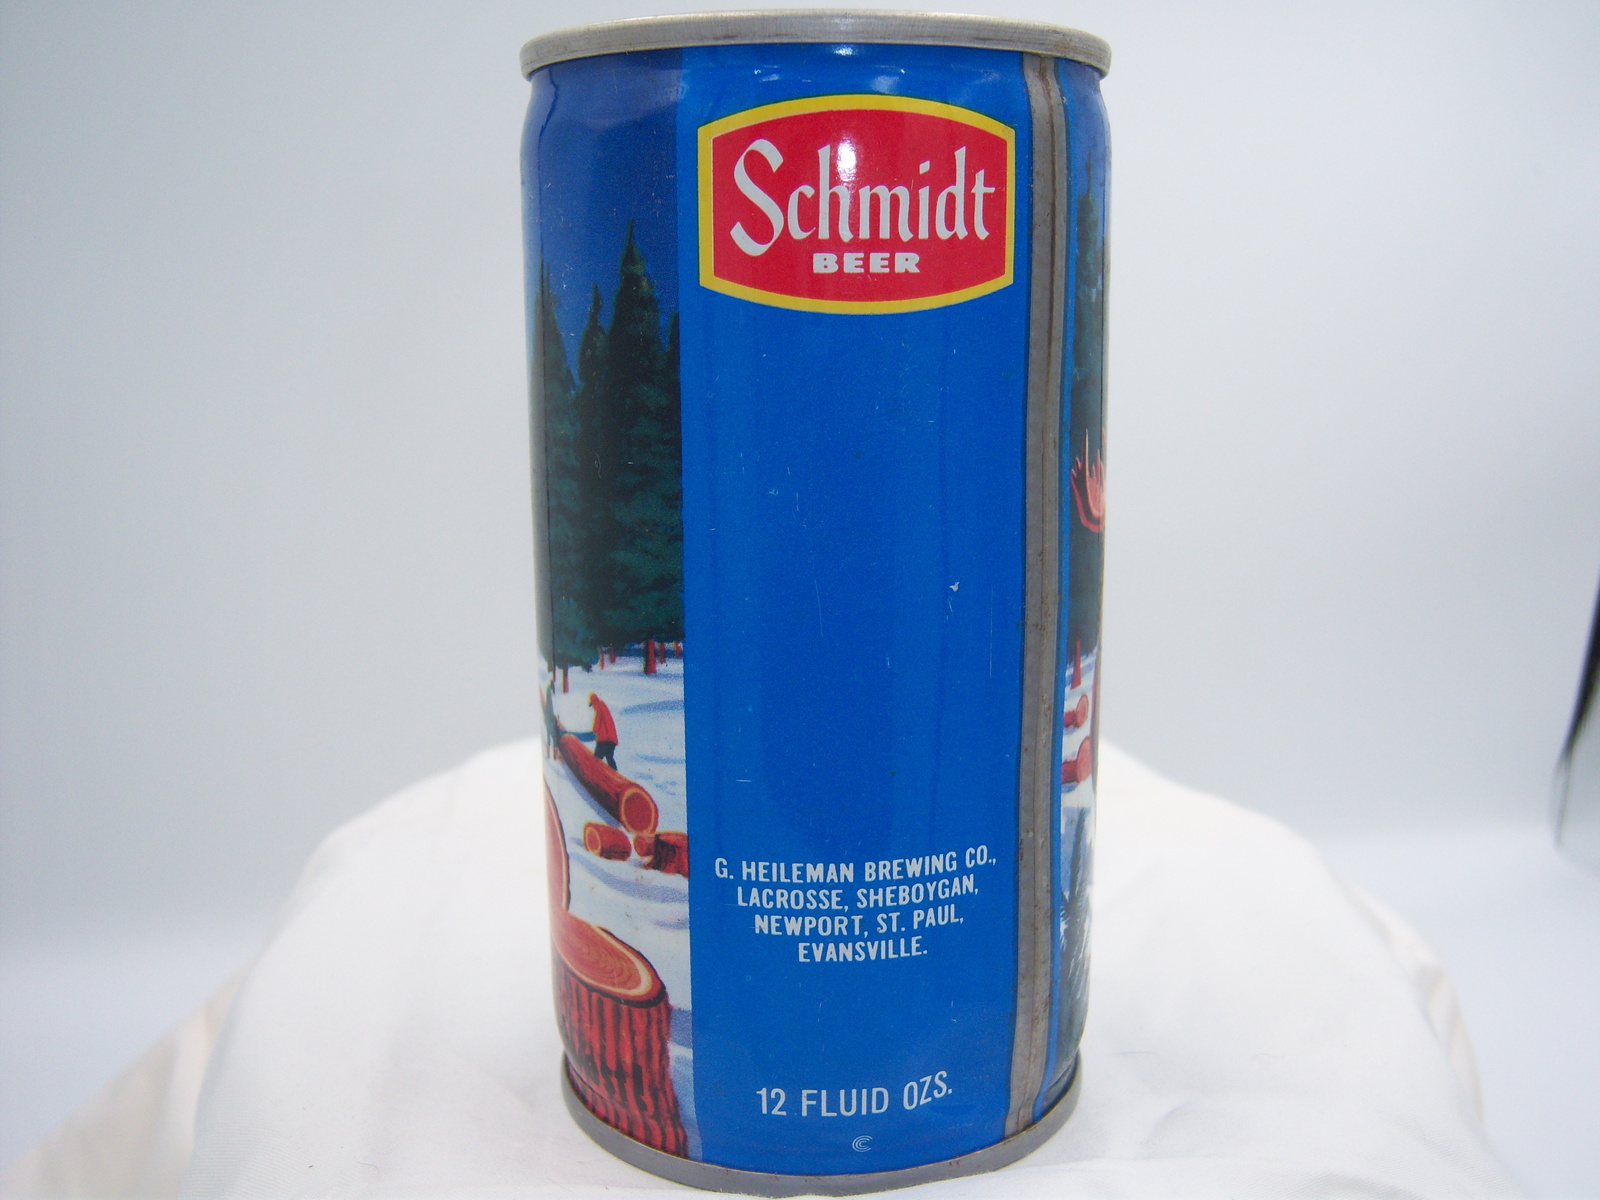 Schmidt
BEER
G. HEILEMAN BREWING CO.,
LACROSSE, SHEBOYGAN,
NEWPORT, ST. PAUL,
EVANSVILLE.
12 FLUID OZS.